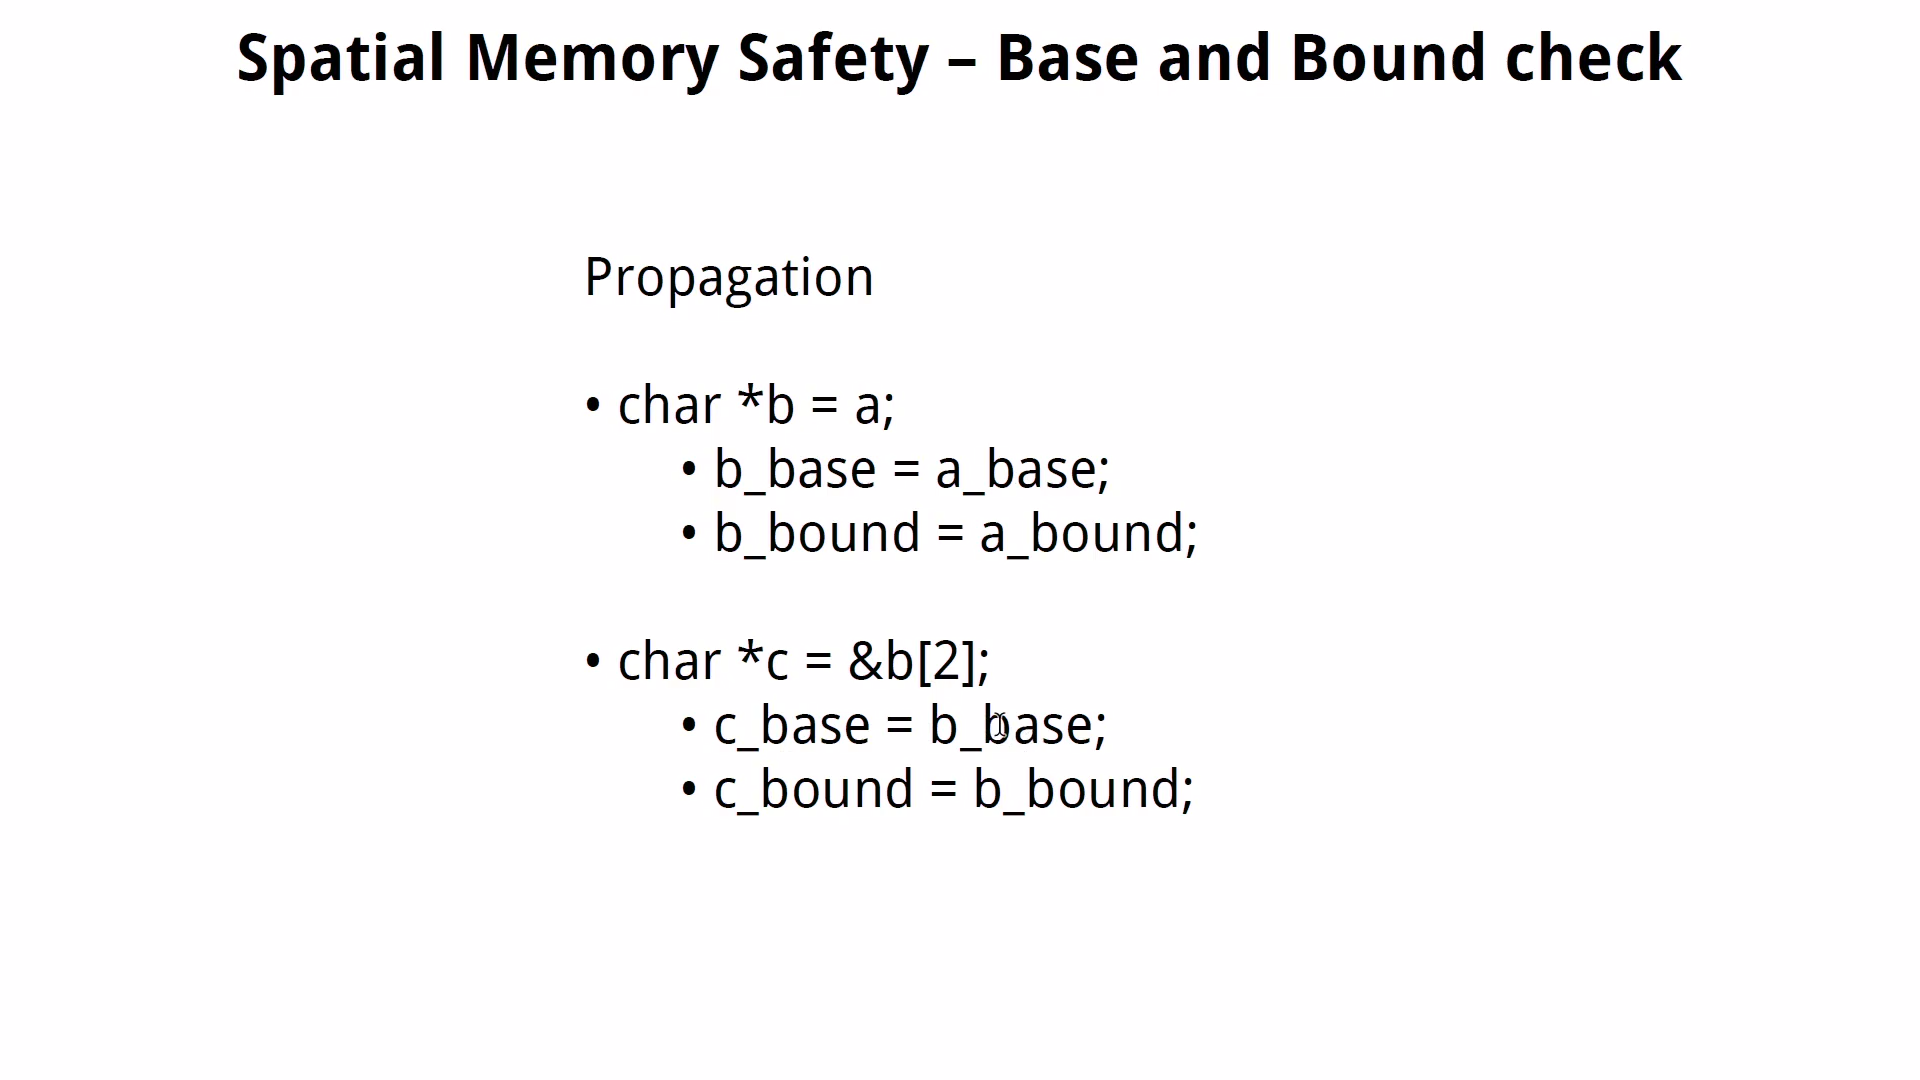 Spatial Memory Safety – Base and Bound check
Propagation
• char *b = a;
• b_base = a_base;
• b_bound = a_bound;
• char *c = &b[2];
• c_base = b_base;
• c_bound = b_bound;